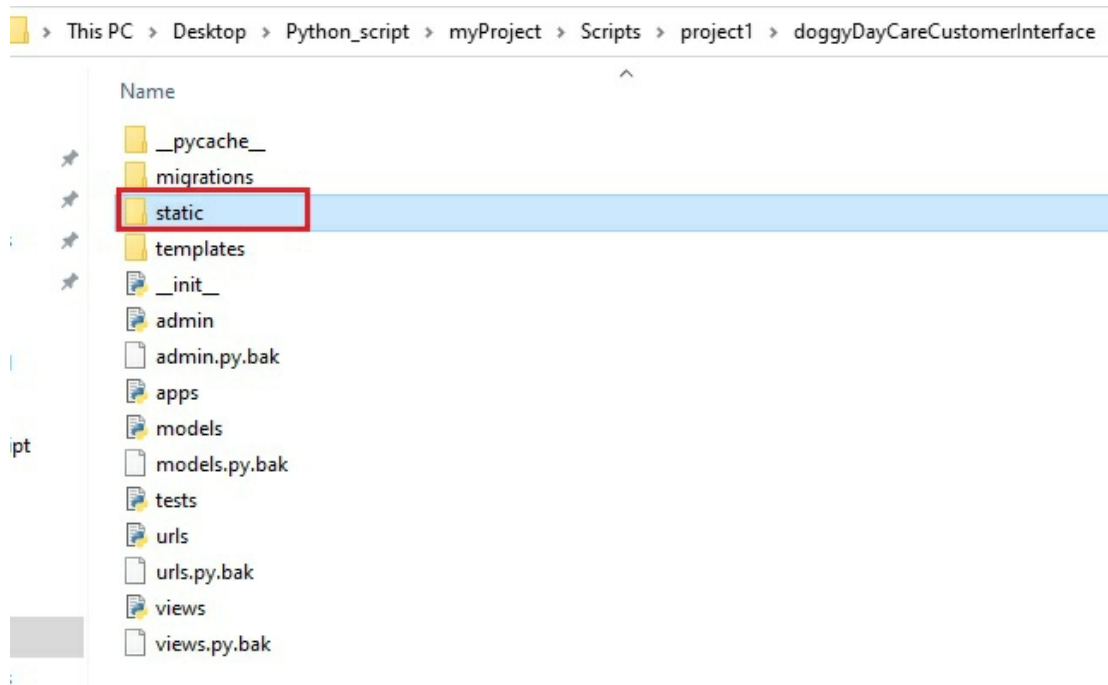 > This PC > Desktop > Python_script > myProject > Scripts > project1 > doggyDayCareCustomerInterface
Name
__pycache__
migrations
static
templates
__init__
admin
admin.py.bak
apps
models
ipt
models.py.bak
tests
urls
urls.py.bak
views
views.py.bak